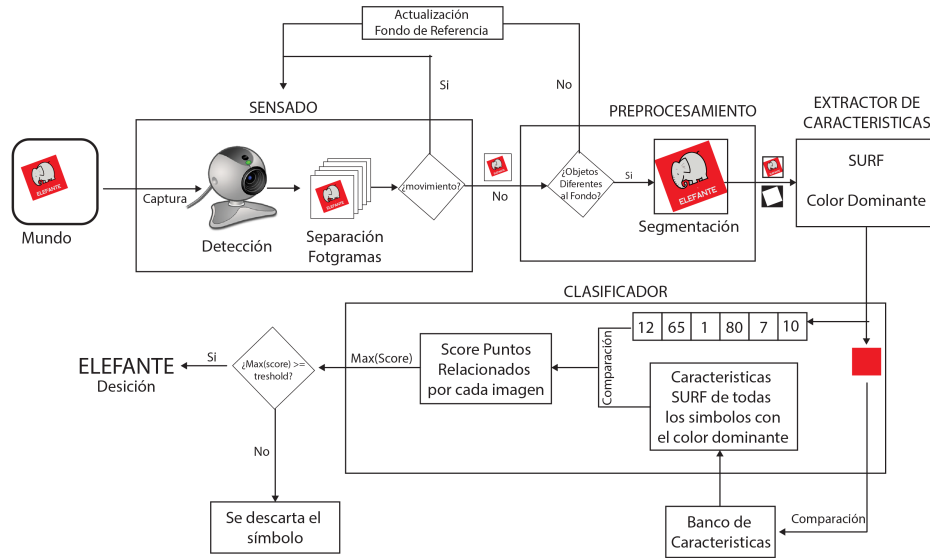 Actualización
Fondo de Referencia
Si
No
SENSADO
PREPROCESAMIENTO
EXTRACTOR DE
CARACTERISTICAS
ELEFANTE
Mundo
Captura
Detección
ELEFANTE
Separación
Fotgramas
¿movimiento?
No
¿Objetos
Diferentes
al Fondo?
Si
ELEFANTE
Segmentación
SURF
Color Dominante
CLASIFICADOR
12 65 1 80 7 10
Comparación
Caracteristicas
SURF de todas
los simbolos con
el color dominante
Score Puntos
Relacionados
por cada imagen
Max(Score)
¿Max(score) >=
treshold?
Si
ELEFANTE
Desición
No
Se descarta el
símbolo
Banco de
Caracteristicas
Comparación